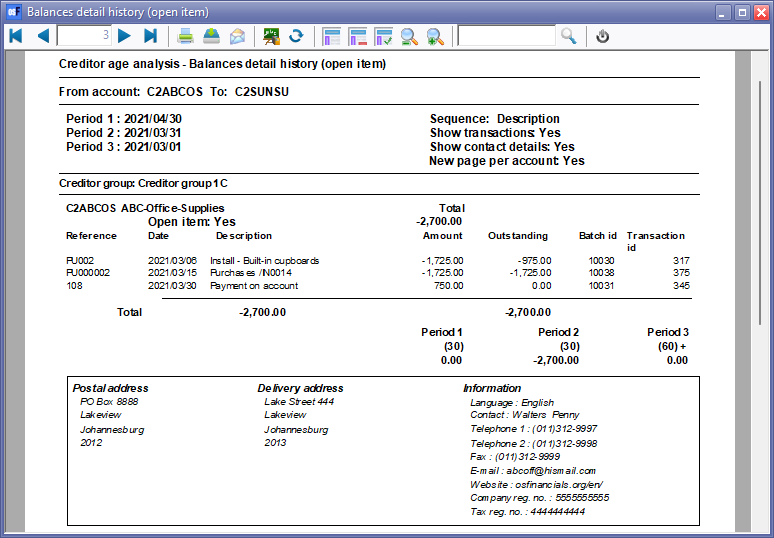 Balances detail history (open item)
3
Creditor age analysis - Balances detail history (open item)
From account: C2ABCOS To: C2SUNSU
Period 1 : 2021/04/30 Sequence: Description
Period 2 : 2021/03/31 Show transactions: Yes
Period 3 : 2021/03/01 Show contact details: Yes
New page per account: Yes
Creditor group: Creditor group 1 C
C2ABCOS ABC-Office-Supplies Total
Open item: Yes -2,700.00
Reference Date Description Amount Outstanding Batch id Transaction id
PU002 2021/03/06 Install - Built-in cupboards -1,725.00 -975.00 10030 317
PU000002 2021/03/15 Purchases /IN0014 -1,725.00 -1,725.00 10038 375
108 2021/03/30 Payment on account 750.00 0.00 10031 345
Total -2,700.00 -2,700.00
Period 1 Period 2 Period 3
(30) (30) (60) +
0.00 -2,700.00 0.00
Postal address Delivery address Information
PO Box 8888 Lake Street 444 Language : English
Lakeview Lakeview Contact : Walters Penny
Johannesburg Johannesburg Telephone 1 : (011)312-9997
2012 2013 Telephone 2 : (011)312-9998
Fax : (011)312-9999
E-mail : abcoff@hismail.com
Website : osfinancials.org/en/
Company reg. no. : 5555555555
Tax reg. no. : 4444444444